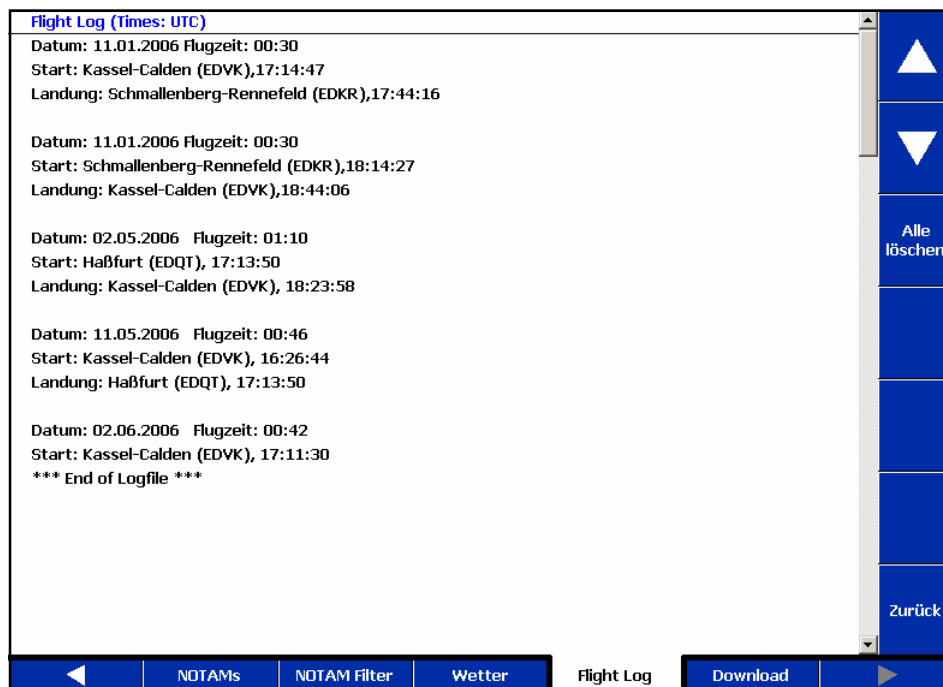 Flight Log (Times: UTC)
Datum: 11.01.2006 Flugzeit: 00:30
Start: Kassel-Calden (EDVK),17:14:47
Landung: Schmallenberg-Rennefeld (EDKR),17:44:16
Datum: 11.01.2006 Flugzeit: 00:30
Start: Schmallenberg-Rennefeld (EDKR),18:14:27
Landung: Kassel-Calden (EDVK),18:44:06
Datum: 02.05.2006 Flugzeit: 01:10
Start: Haßfurt (EDQT), 17:13:50
Landung: Kassel-Calden (EDVK), 18:23:58
Datum: 11.05.2006 Flugzeit: 00:46
Start: Kassel-Calden (EDVK), 16:26:44
Landung: Haßfurt (EDQT), 17:13:50
Datum: 02.06.2006 Flugzeit: 00:42
Start: Kassel-Calden (EDVK), 17:11:30
*** End of Logfile ***
Alle
löschen
Zurück
NOTAMs NOTAM Filter Wetter Flight Log Download